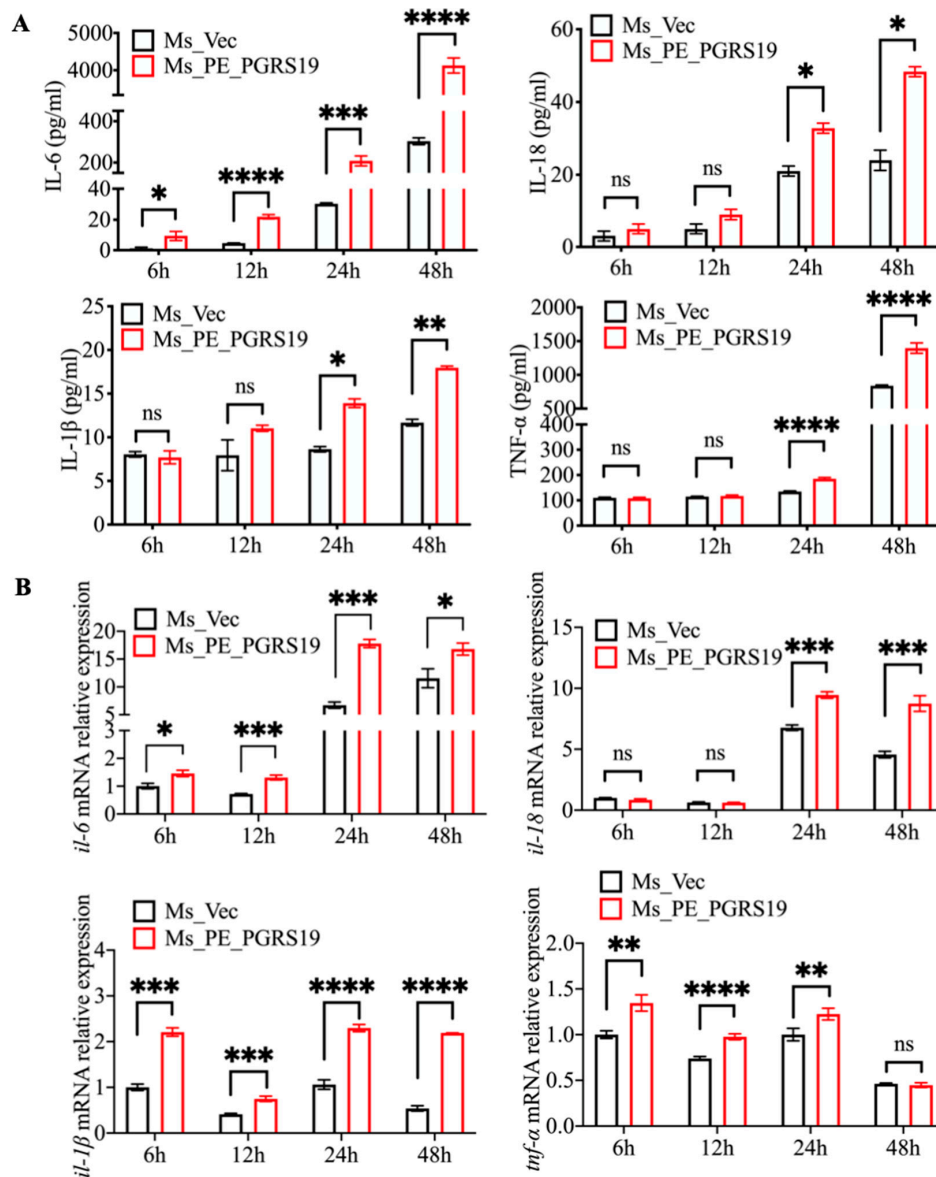 A
IL-6 (pg/ml)
5000
4000
400
200
40
20
0
Ms_Vec
Ms_PE_PGRS19
*
****
***
****
6h 12h 24h 48h
IL-18 (pg/ml)
60
40
20
0
Ms_Vec
Ms_PE_PGRS19
ns
ns
*
*
6h 12h 24h 48h
IL-1β (pg/ml)
25
20
15
10
5
0
Ms_Vec
Ms_PE_PGRS19
ns
ns
*
**
6h 12h 24h 48h
TNF-α (pg/ml)
2000
1500
1000
500
400
300
200
100
0
Ms_Vec
Ms_PE_PGRS19
ns
ns
****
****
6h 12h 24h 48h
B
il-6 mRNA relative expression
20
15
10
5
3
2
1
0
Ms_Vec
Ms_PE_PGRS19
*
***
***
*
6h 12h 24h 48h
il-18 mRNA relative expression
15
10
5
0
Ms_Vec
Ms_PE_PGRS19
ns
ns
***
***
6h 12h 24h 48h
il-1β mRNA relative expression
4
3
2
1
0
Ms_Vec
Ms_PE_PGRS19
***
***
****
****
6h 12h 24h 48h
tnf-α mRNA relative expression
2.0
1.5
1.0
0.5
0.0
Ms_Vec
Ms_PE_PGRS19
**
****
**
ns
6h 12h 24h 48h